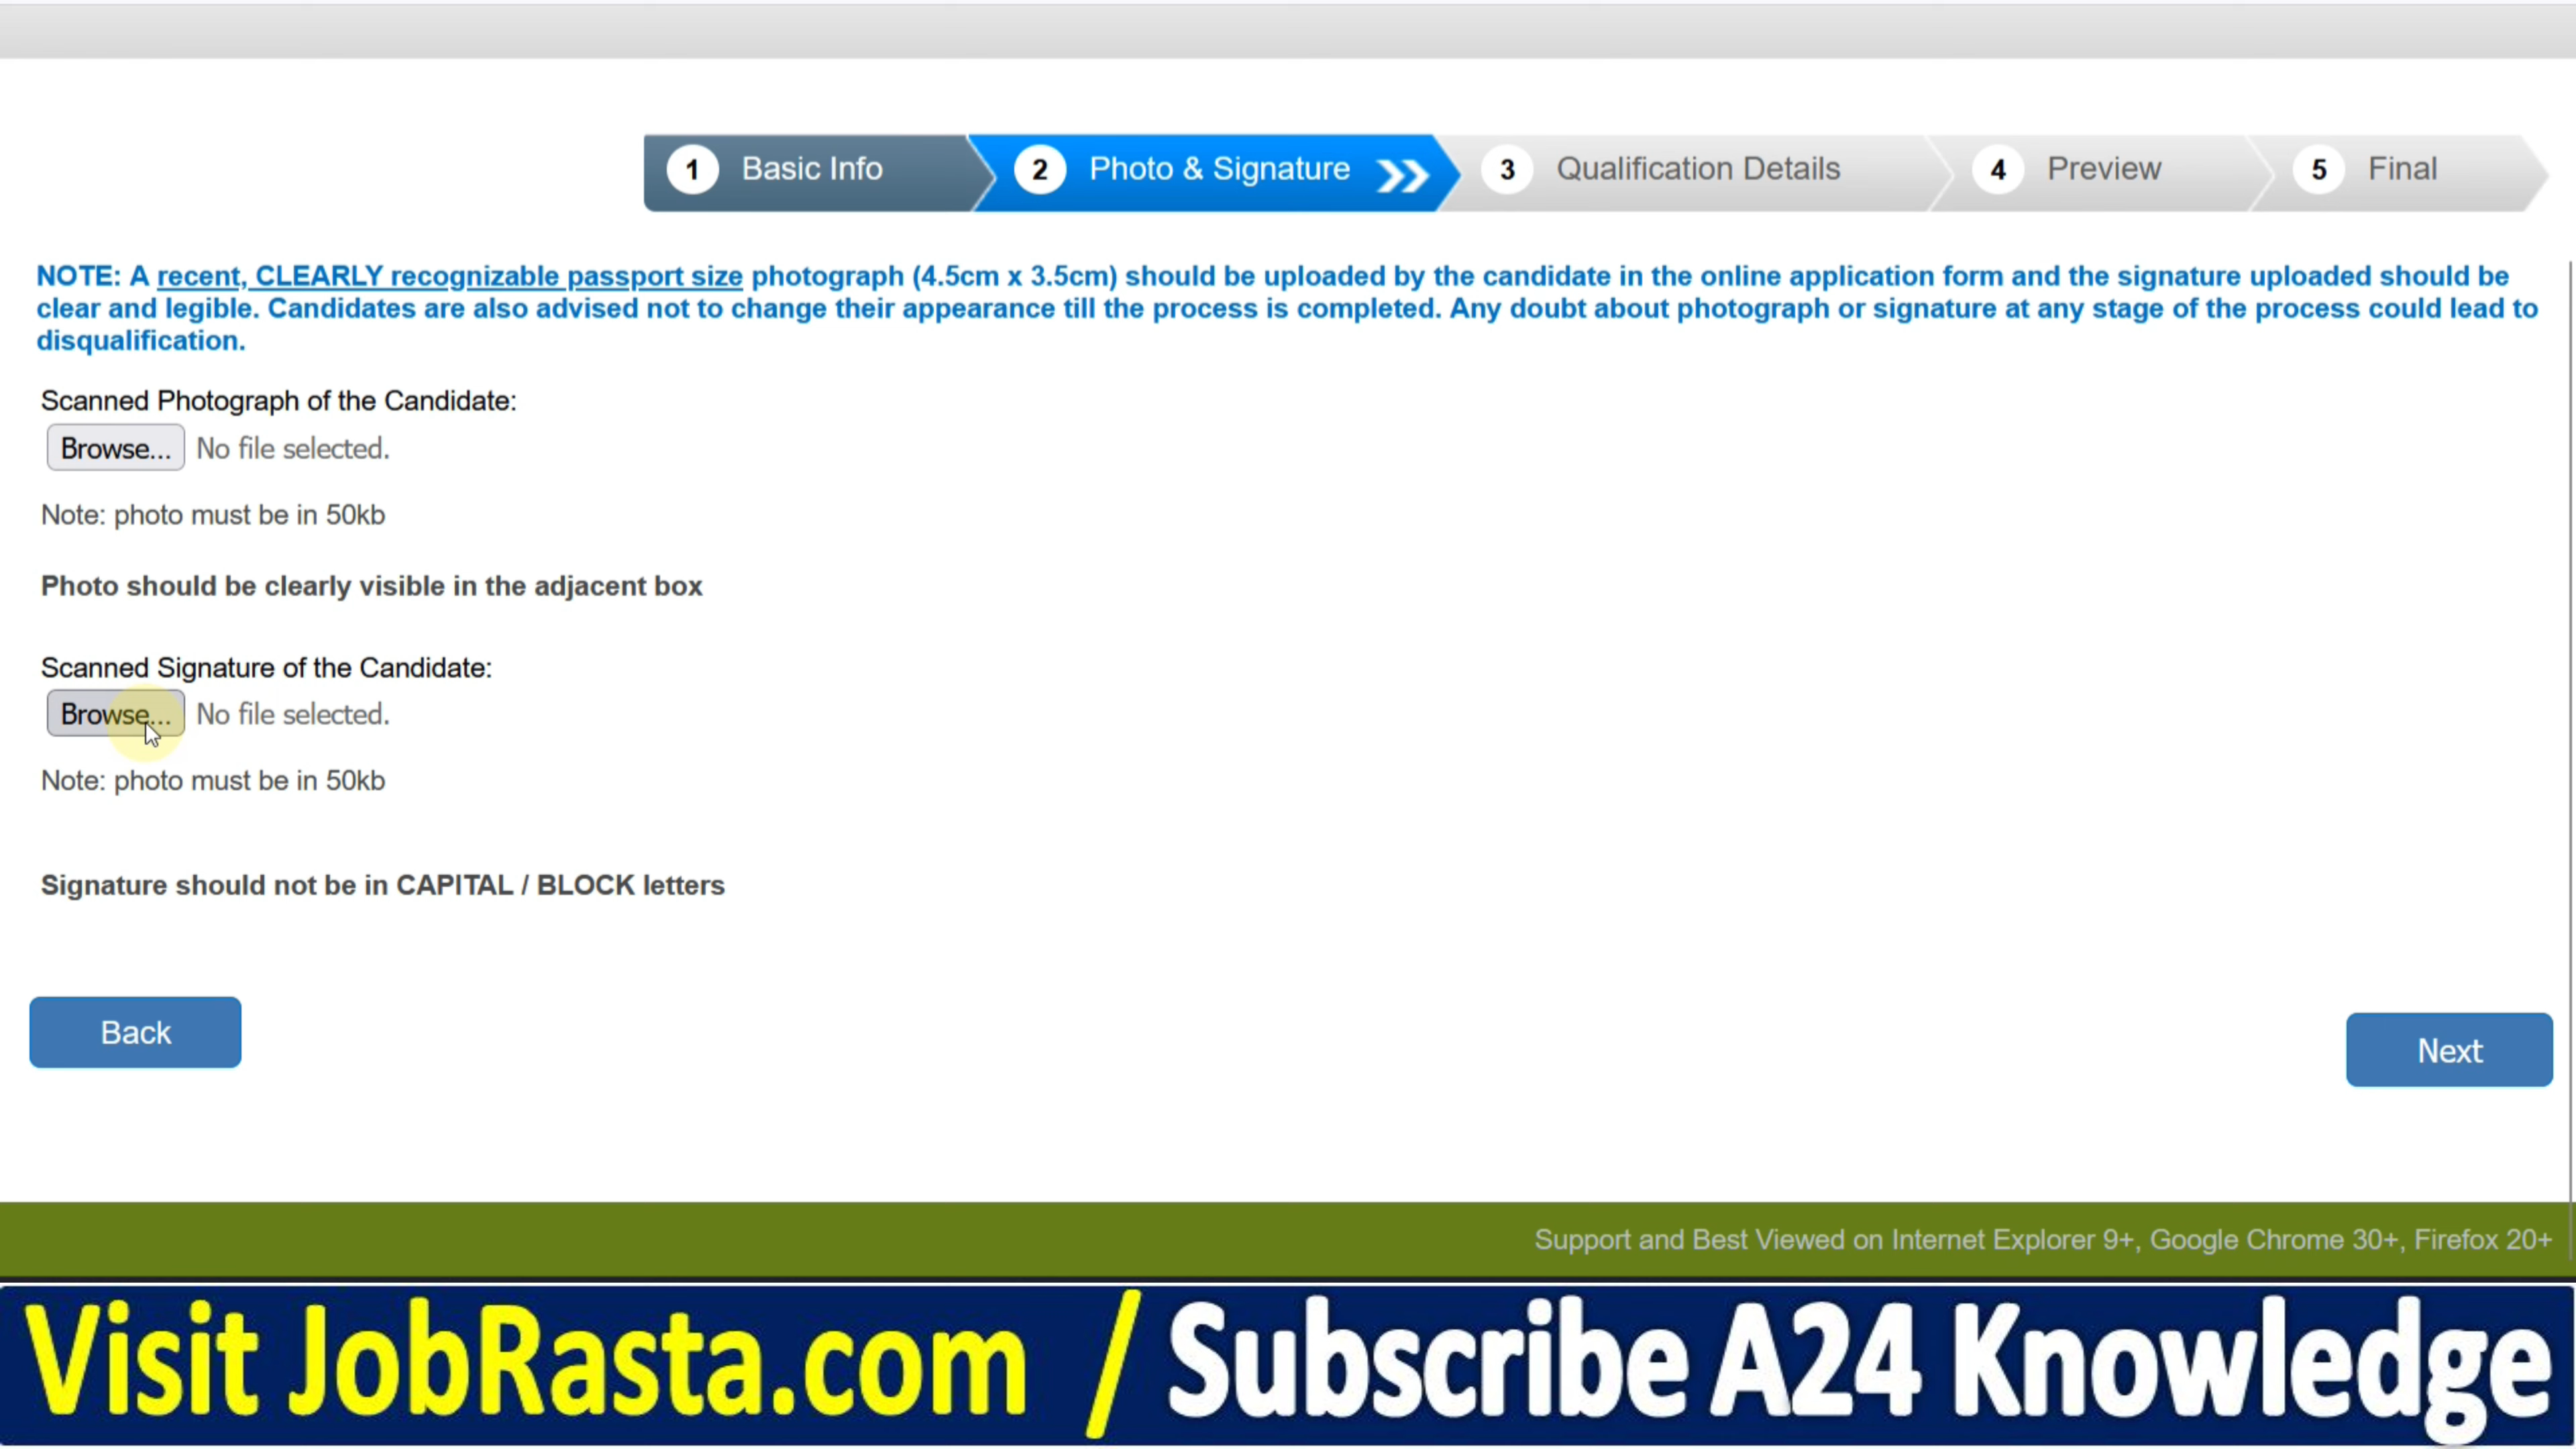 1 Basic Info 2 Photo & Signature 3 Qualification Details 4 Preview 5 Final
NOTE: A recent, CLEARLY recognizable passport size photograph (4.5cm x 3.5cm) should be uploaded by the candidate in the online application form and the signature uploaded should be
clear and legible. Candidates are also advised not to change their appearance till the process is completed. Any doubt about photograph or signature at any stage of the process could lead to
disqualification.
Scanned Photograph of the Candidate:
Browse... No file selected.
Note: photo must be in 50kb
Photo should be clearly visible in the adjacent box
Scanned Signature of the Candidate:
Browse... No file selected.
Note: photo must be in 50kb
Signature should not be in CAPITAL / BLOCK letters
Back
Next
Support and Best Viewed on Internet Explorer 9+, Google Chrome 30+, Firefox 20+
Visit JobRasta.com / Subscribe A24 Knowledge